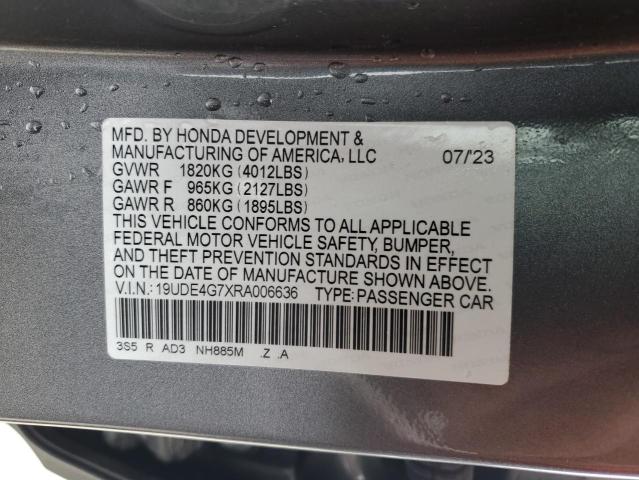 MFD. BY HONDA DEVELOPMENT &
MANUFACTURING OF AMERICA, LLC 07/'23
GVWR 1820KG (4012LBS)
GAWR F 965KG (2127LBS)
GAWR R 860KG (1895LBS)
THIS VEHICLE CONFORMS TO ALL APPLICABLE
FEDERAL MOTOR VEHICLE SAFETY, BUMPER,
AND THEFT PREVENTION STANDARDS IN EFFECT
ON THE DATE OF MANUFACTURE SHOWN ABOVE.
V.I.N.: 19UDE4G7XRA006636 TYPE: PASSENGER CAR
3S5 R AD3 NH885M .Z .A